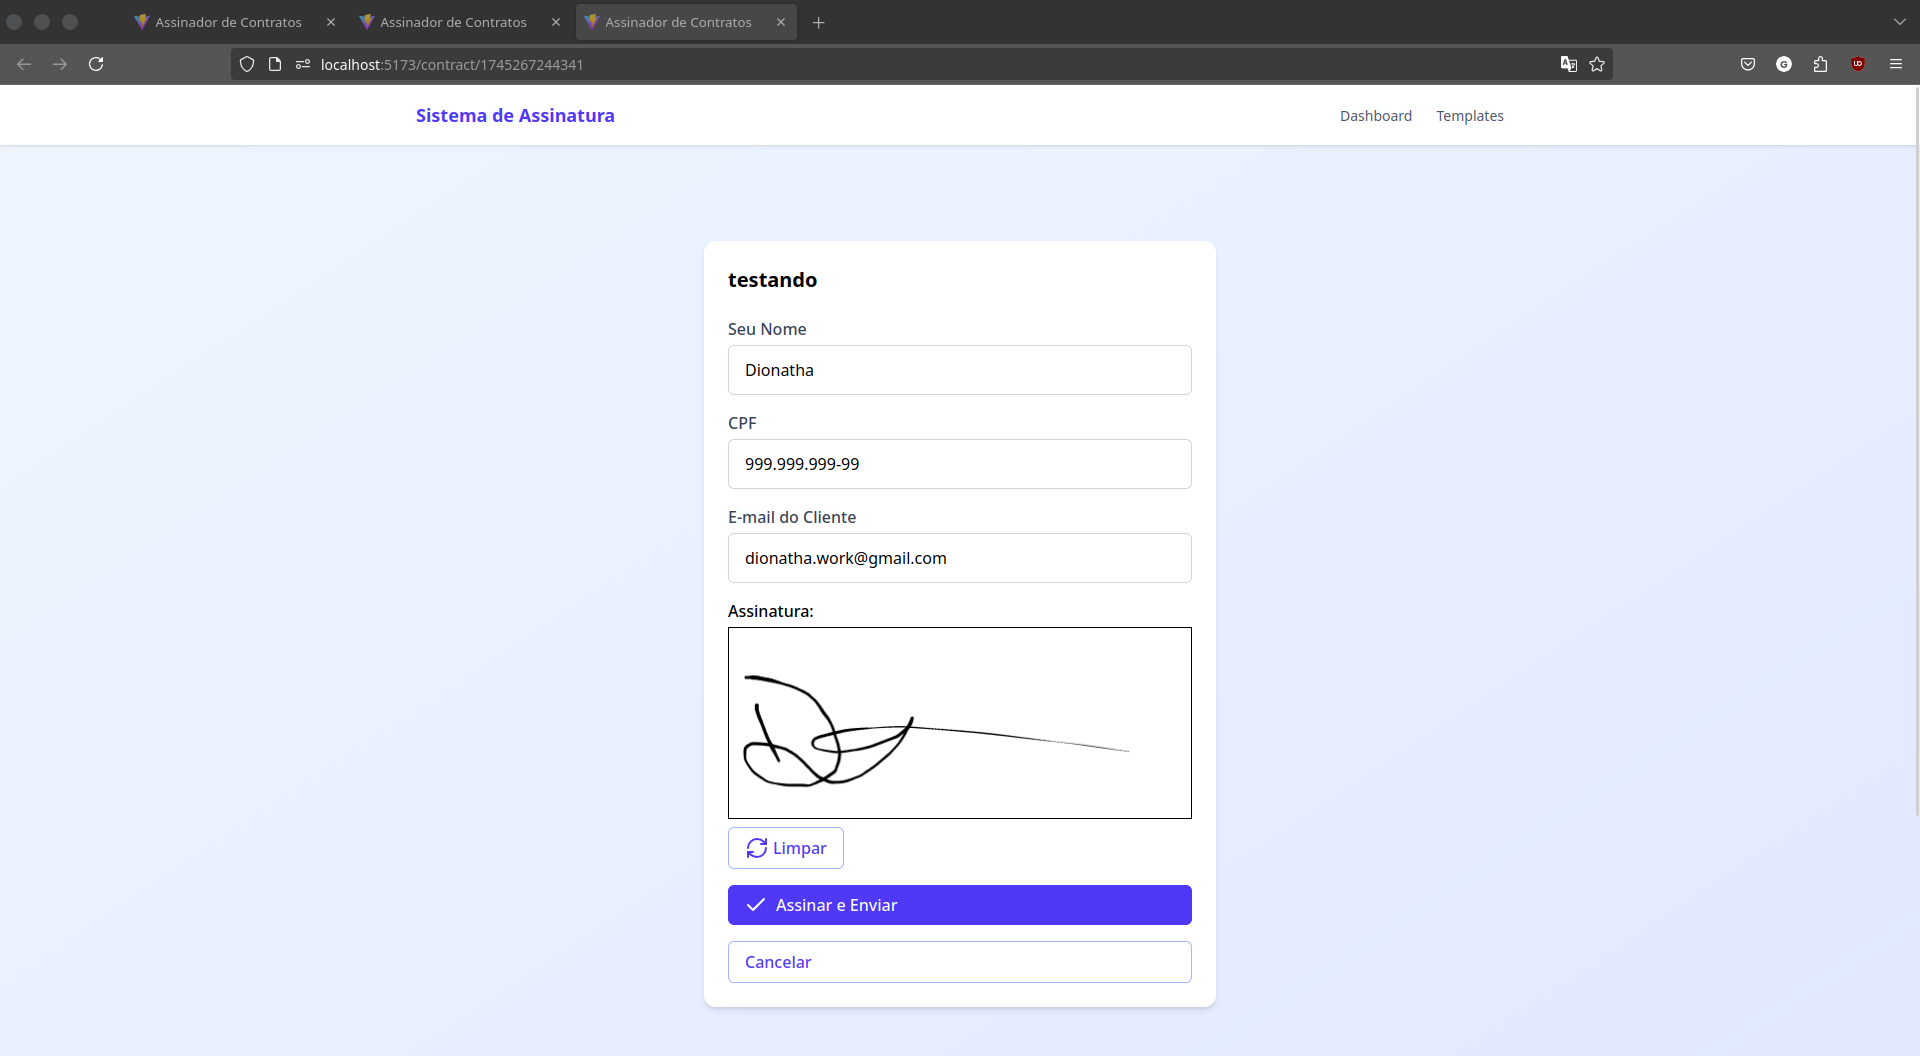 Assinador de Contratos
Assinador de Contratos
Assinador de Contratos
localhost:5173/contract/1745267244341
Sistema de Assinatura
Dashboard
Templates
testando
Seu Nome
Dionatha
CPF
999.999.999-99
E-mail do Cliente
dionatha.work@gmail.com
Assinatura:
Limpar
Assinar e Enviar
Cancelar